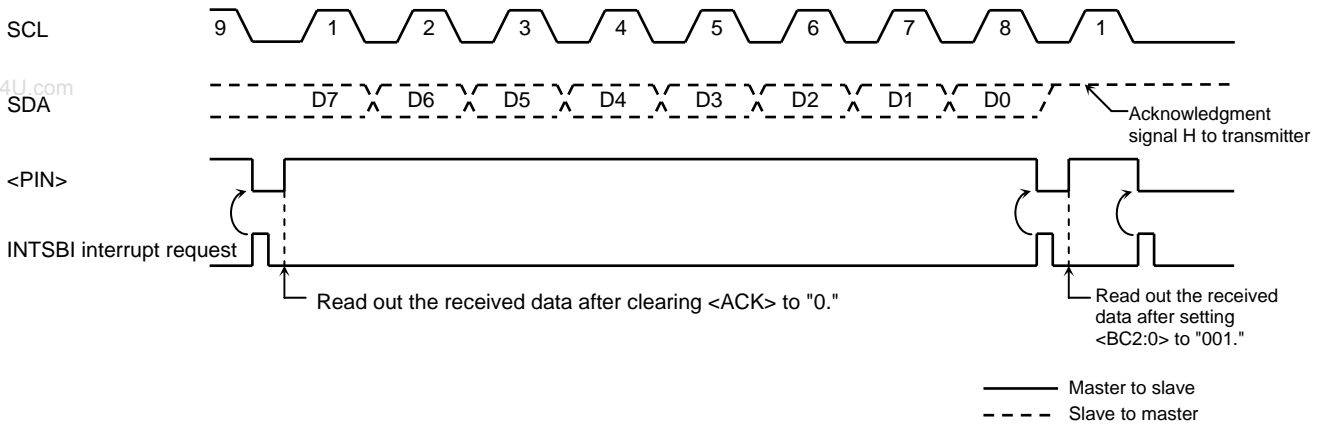 SCL
9 1 2 3 4 5 6 7 8 1
4U.com
SDA
D7 D6 D5 D4 D3 D2 D1 D0
Acknowledgment
signal H to transmitter
<PIN>
INTSBI interrupt request
Read out the received data after clearing <ACK> to "0."
Read out the received
data after setting
<BC2:0> to "001."
Master to slave
Slave to master